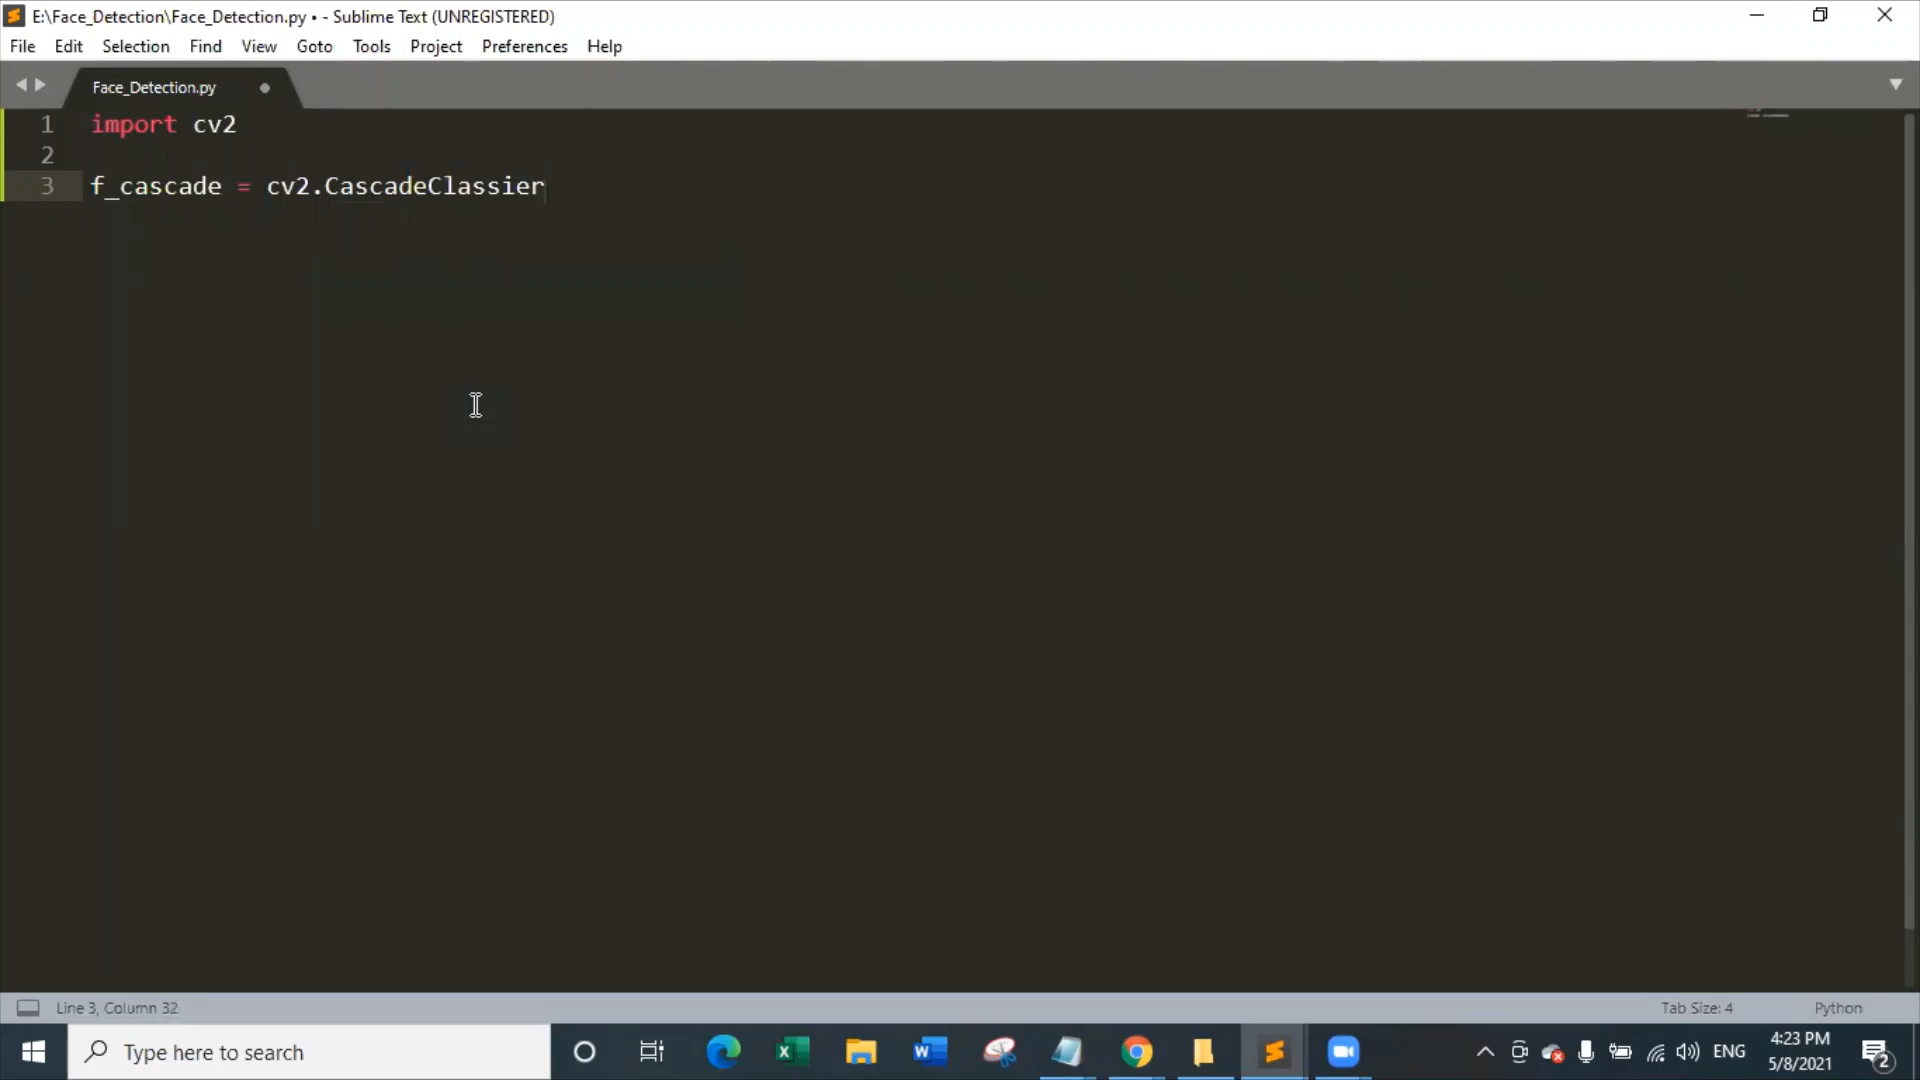 E:\Face_Detection\Face_Detection.py • - Sublime Text (UNREGISTERED)
File Edit Selection Find View Goto Tools Project Preferences Help
Face_Detection.py
1 import cv2
2
3 f_cascade = cv2.CascadeClassier
Line 3, Column 32
Tab Size: 4
Python
Type here to search
ENG
4:23 PM
5/8/2021
2